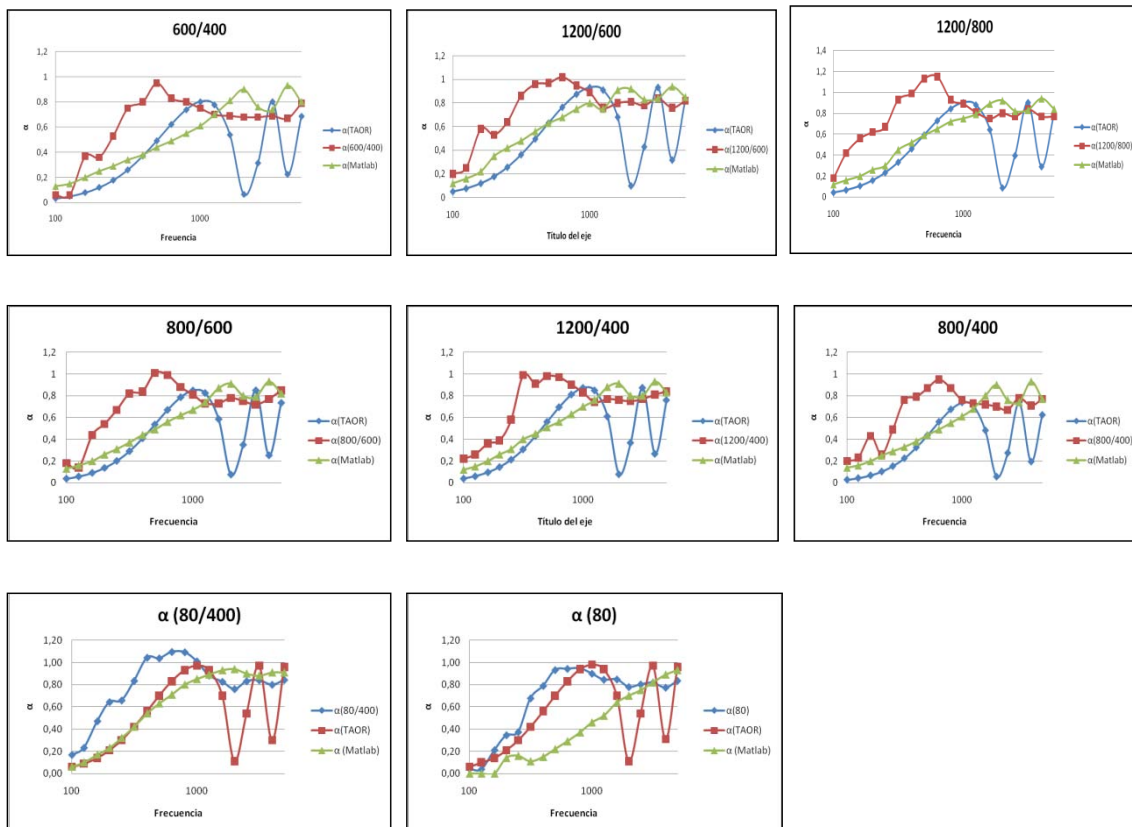 600/400
1,2
1
0,8
0,6
0,4
0,2
0
α
100
1000
Freuencia
α(TAOR)
α(600/400)
α(Matlab)
1200/600
1,2
1
0,8
0,6
0,4
0,2
0
α
100
1000
Título del eje
α(TAOR)
α(1200/600)
α(Matlab)
1200/800
1,4
1,2
1
0,8
0,6
0,4
0,2
0
α
100
1000
Frecuencia
α(TAOR)
α(1200/800)
α(Matlab)
800/600
1,2
1
0,8
0,6
0,4
0,2
0
α
100
1000
Frecuencia
α(TAOR)
α(800/600)
α(Matlab)
1200/400
1,2
1
0,8
0,6
0,4
0,2
0
α
100
1000
Título del eje
α(TAOR)
α(1200/400)
α(Matlab)
800/400
1,2
1
0,8
0,6
0,4
0,2
0
α
100
1000
Frecuencia
α(TAOR)
α(800/400)
α(Matlab)
α (80/400)
1,20
1,00
0,80
0,60
0,40
0,20
0,00
α
100
1000
Frecuencia
α(80/400)
α(TAOR)
α (Matlab)
α (80)
1,20
1,00
0,80
0,60
0,40
0,20
0,00
α
100
1000
Frecuencia
α(80)
α(TAOR)
α (Matlab)